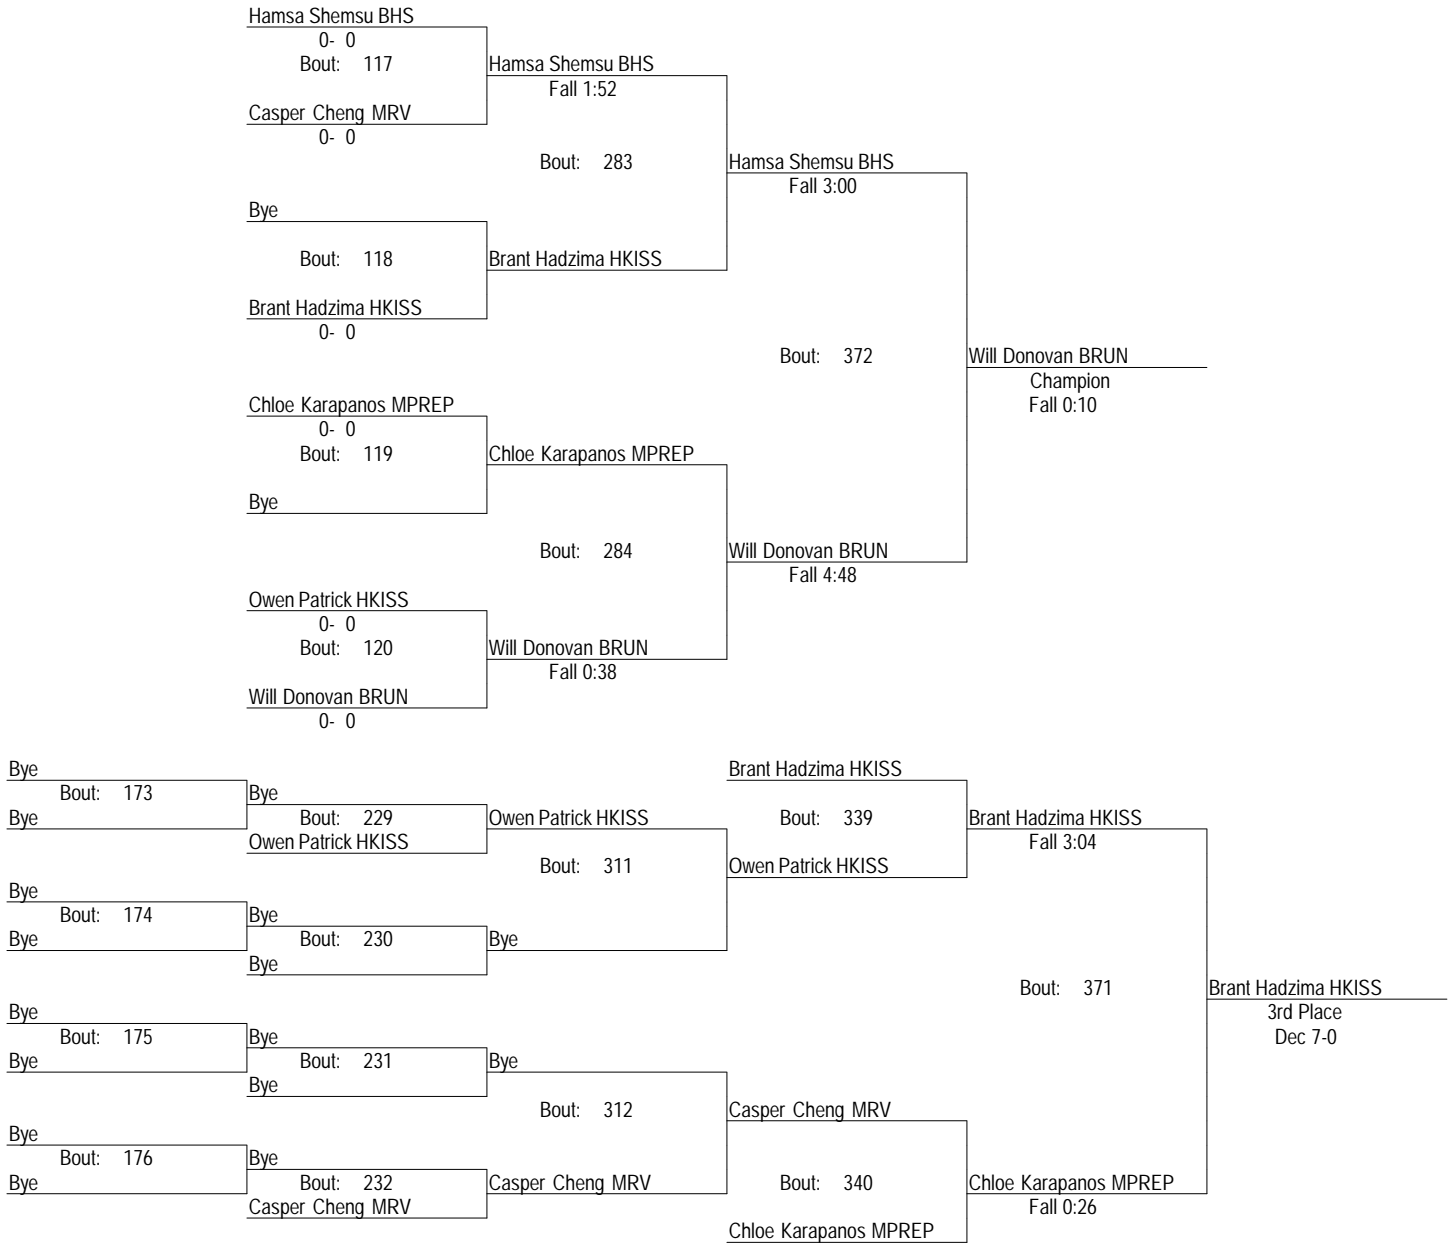 Hamsa Shemsu BHS
0- 0
Bout: 117
Hamsa Shemsu BHS
Fall 1:52
Casper Cheng MRV
0- 0
Bout: 283
Hamsa Shemsu BHS
Fall 3:00
Bye
Bout: 118
Brant Hadzima HKISS
Brant Hadzima HKISS
0- 0
Bout: 372
Will Donovan BRUN
Champion
Fall 0:10
Chloe Karapanos MPREP
0- 0
Bout: 119
Chloe Karapanos MPREP
Bye
Bout: 284
Will Donovan BRUN
Fall 4:48
Owen Patrick HKISS
0- 0
Bout: 120
Will Donovan BRUN
Fall 0:38
Will Donovan BRUN
0- 0
Bye
Bout: 173
Bye
Bye
Bout: 229
Owen Patrick HKISS
Owen Patrick HKISS
Bout: 311
Brant Hadzima HKISS
Bout: 339
Owen Patrick HKISS
Brant Hadzima HKISS
Fall 3:04
Bye
Bout: 174
Bye
Bye
Bout: 230
Bye
Bye
Bout: 371
Brant Hadzima HKISS
3rd Place
Dec 7-0
Bye
Bout: 175
Bye
Bye
Bout: 231
Bye
Bye
Bout: 312
Casper Cheng MRV
Bye
Bout: 176
Bye
Bye
Bout: 232
Casper Cheng MRV
Casper Cheng MRV
Bout: 340
Chloe Karapanos MPREP
Chloe Karapanos MPREP
Fall 0:26